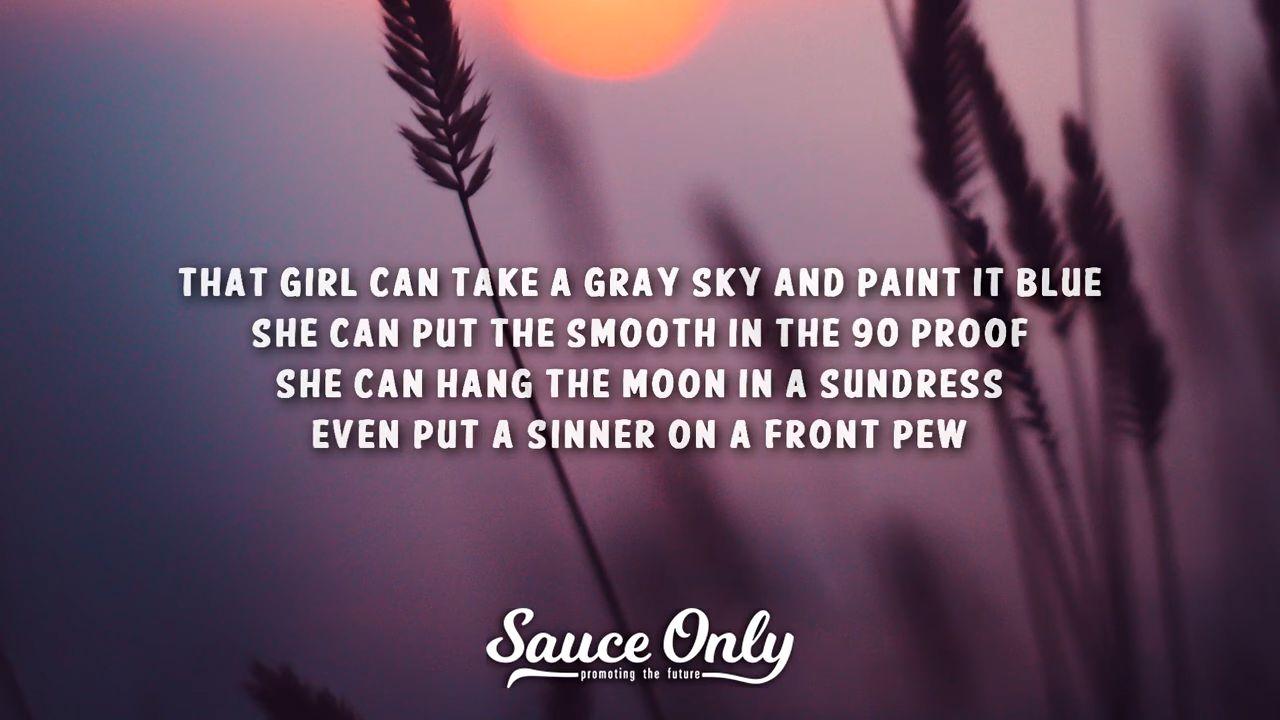 THAT GIRL CAN TAKE A GRAY SKY AND PAINT IT BLUE
SHE CAN PUT THE SMOOTH IN THE 90 PROOF
SHE CAN HANG THE MOON IN A SUNDRESS
EVEN PUT A SINNER ON A FRONT PEW
Sauce Only
promoting the future